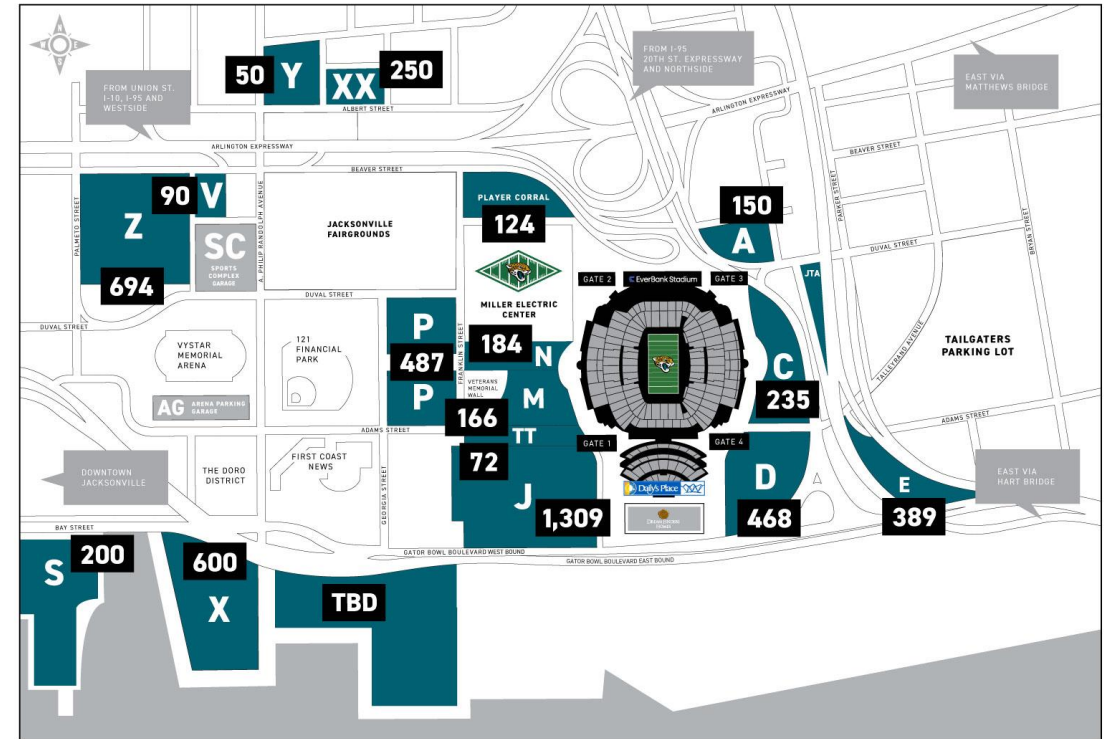 N
E
S
W
FROM UNION ST.
I-10, I-95 AND
WESTSIDE
50
Y
XX
250
ALBERT STREET
FROM I-95
20TH ST. EXPRESSWAY
AND NORTHSIDE
EAST VIA
MATTHEWS BRIDGE
ARLINGTON EXPRESSWAY
ARLINGTON EXPRESSWAY
BEAVER STREET
BEAVER STREET
PALMETO STREET
90
V
Z
694
SC
SPORTS
COMPLEX
GARAGE
A. PHILIP RANDOLPH AVENUE
JACKSONVILLE
FAIRGROUNDS
PLAYER CORRAL
124
MILLER ELECTRIC
CENTER
150
A
PARKER STREET
DUVAL STREET
BRYAN STREET
JTA
GATE 2
EverBank Stadium
GATE 3
DUVAL STREET
DUVAL STREET
VYSTAR
MEMORIAL
ARENA
121
FINANCIAL
PARK
P
487
P
FRANKLIN STREET
184
N
VETERANS
MEMORIAL
WALL
M
166
TT
72
C
235
TALLEYRAND AVENUE
TAILGATERS
PARKING LOT
AG
ARENA PARKING
GARAGE
ADAMS STREET
ADAMS STREET
GATE 1
GATE 4
DOWNTOWN
JACKSONVILLE
THE DORO
DISTRICT
FIRST COAST
NEWS
GEORGIA STREET
J
1,309
Daily's Place
DREAM FINDERS
HOMES
D
468
E
389
EAST VIA
HART BRIDGE
BAY STREET
GATOR BOWL BOULEVARD WEST BOUND
GATOR BOWL BOULEVARD EAST BOUND
S
200
600
X
TBD